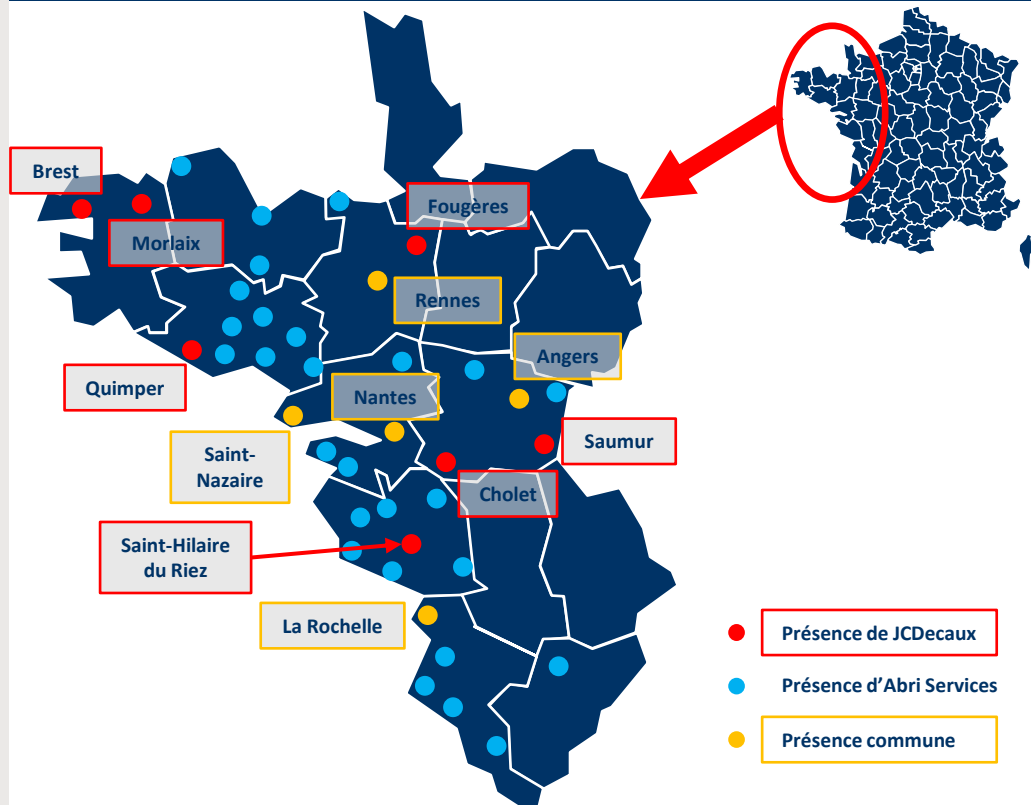 Brest
Fougères
Morlaix
Rennes
Angers
Quimper
Nantes
Saumur
Saint-
Nazaire
Cholet
Saint-Hilaire
du Riez
La Rochelle
Présence de JCDecaux
Présence d’Abri Services
Présence commune